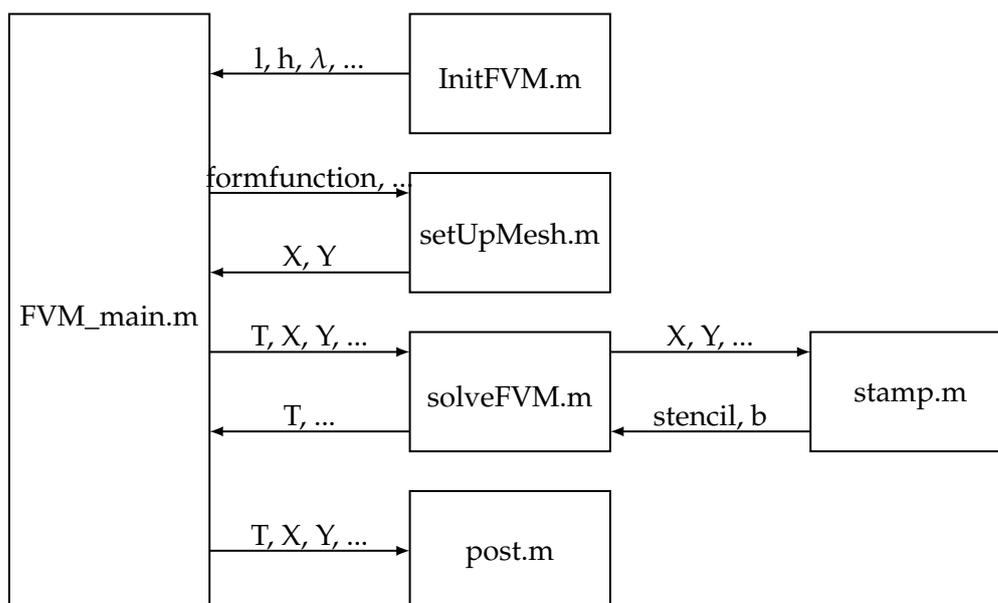 l, h, λ, ...
InitFVM.m
formfunction, ...
setUpMesh.m
X, Y
FVM_main.m
T, X, Y, ...
X, Y, ...
solveFVM.m
stamp.m
T, ...
stencil, b
T, X, Y, ...
post.m